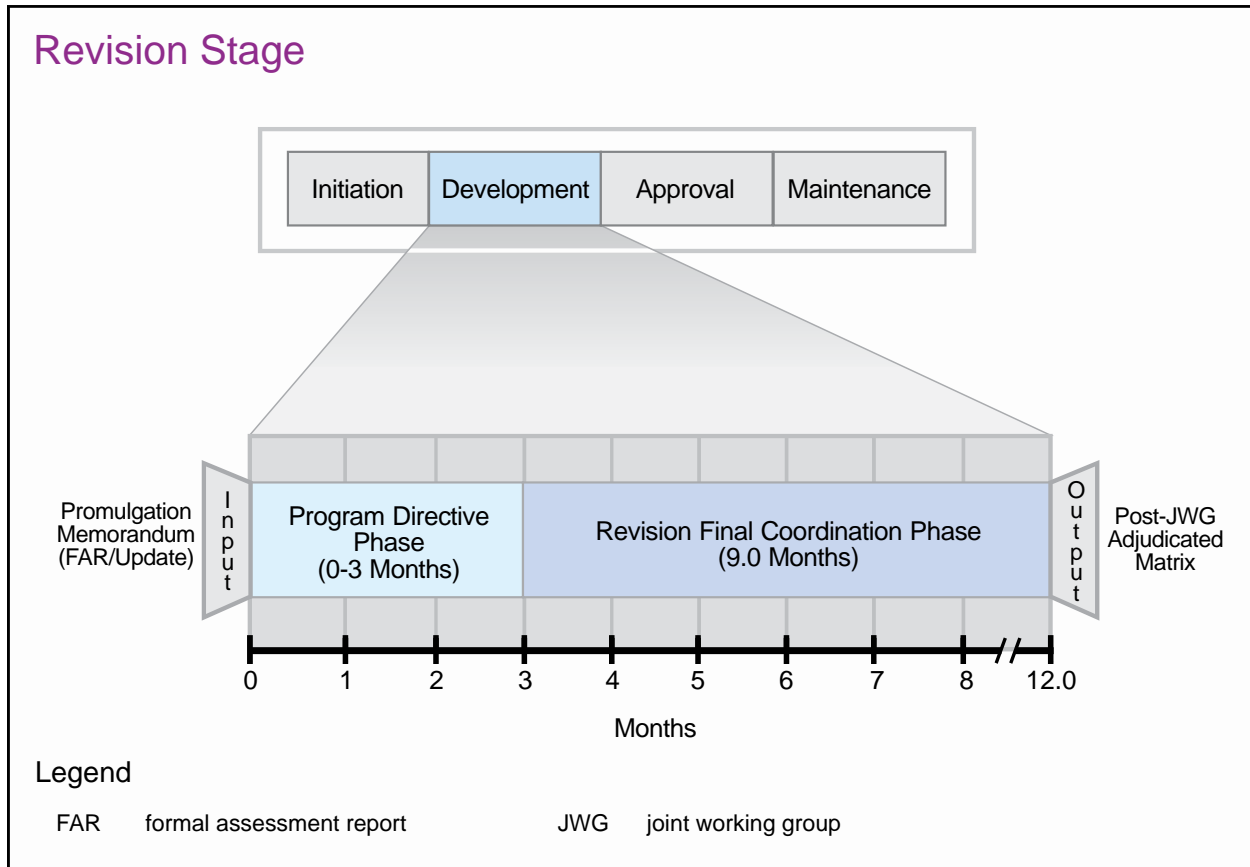 Revision Stage
Initiation
Development
Approval
Maintenance
Promulgation
Memorandum
(FAR/Update)
Input
Program Directive
Phase
(0-3 Months)
Revision Final Coordination Phase
(9.0 Months)
Output
Post-JWG
Adjudicated
Matrix
0 1 2 3 4 5 6 7 8 12.0
Months
Legend
FAR formal assessment report JWG joint working group